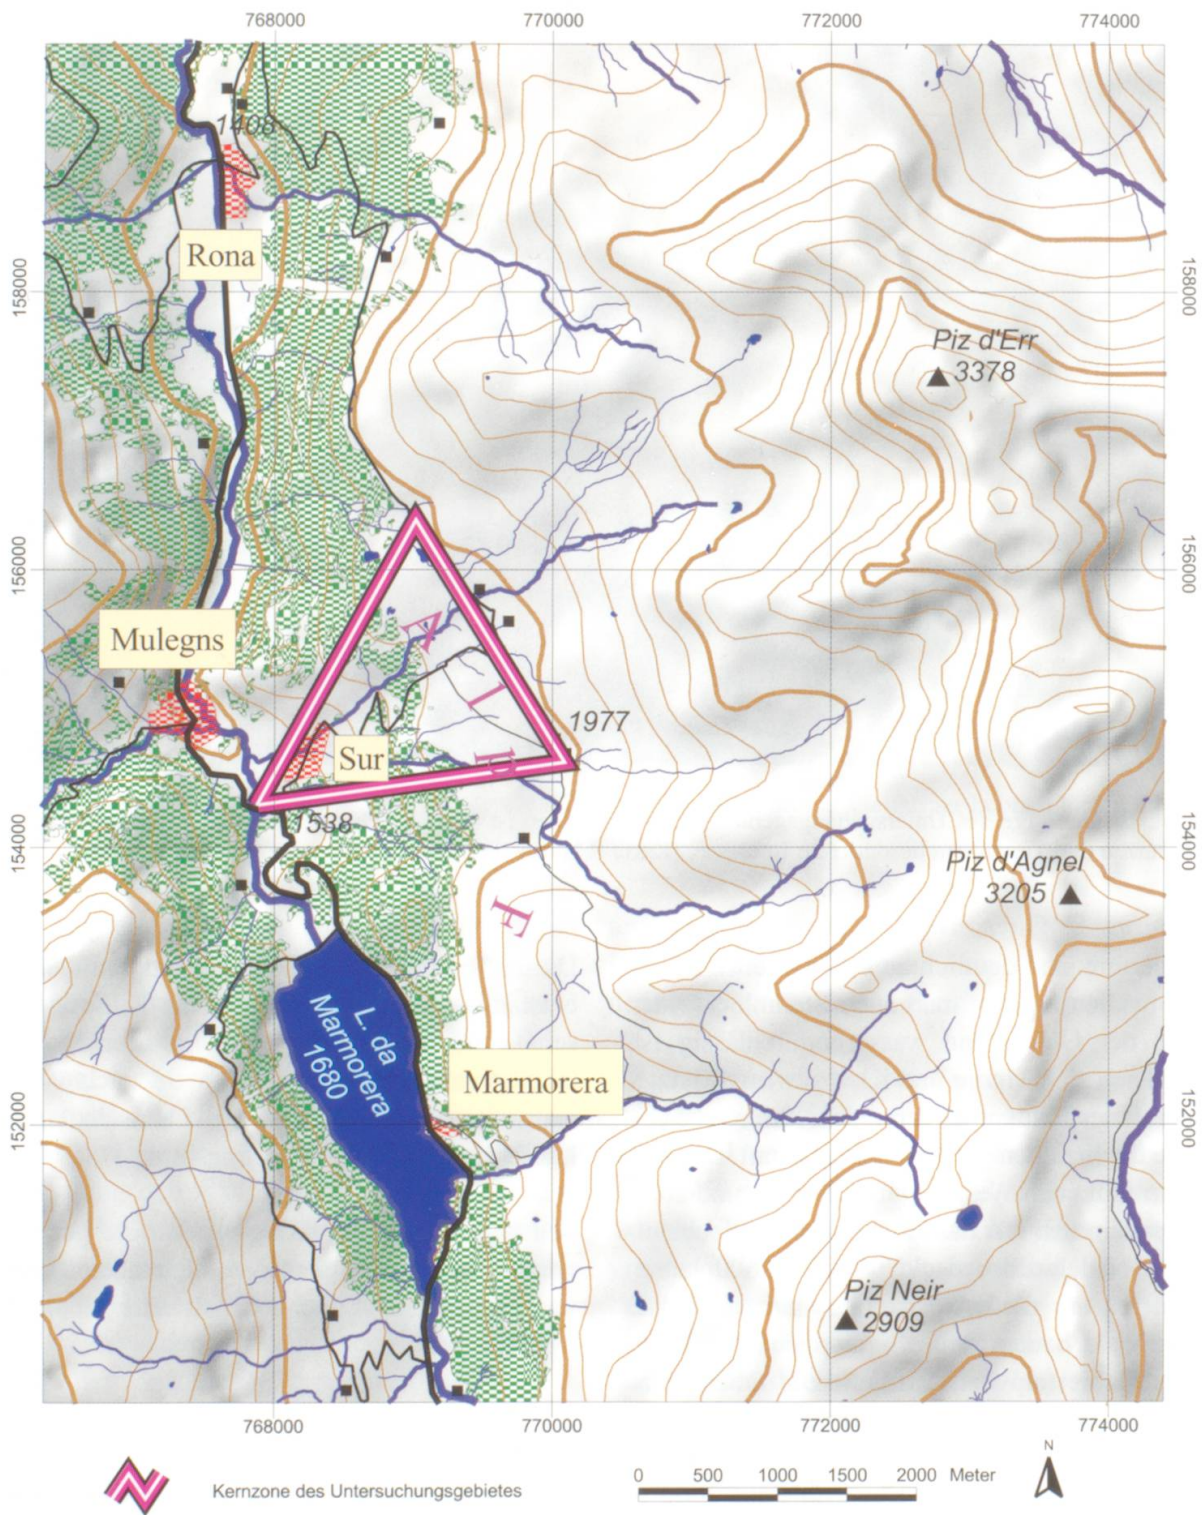 768000 770000 772000 774000
1408
Rona
158000 158000
Piz d'Err
3378
156000 156000
Mulegns
A
L
P
1977
Sur
1538
154000 154000
Piz d'Agnel
3205
F
L. da
Marmorera
1680
Marmorera
152000 152000
Piz Neir
2909
768000 770000 772000 774000
N
0 500 1000 1500 2000 Meter
Kernzone des Untersuchungsgebietes